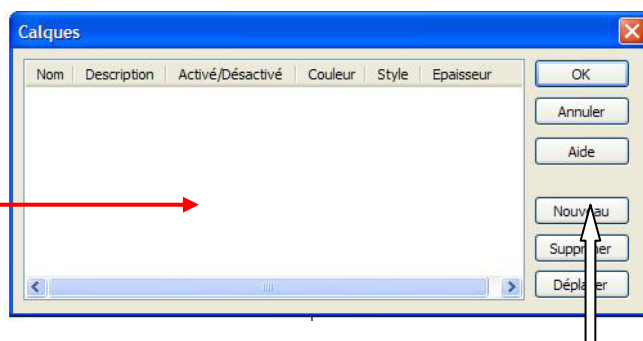 Calques
Nom Description Activé/Désactivé Couleur Style Epaisseur
OK
Annuler
Aide
Nouveau
Supprimer
Déplacer